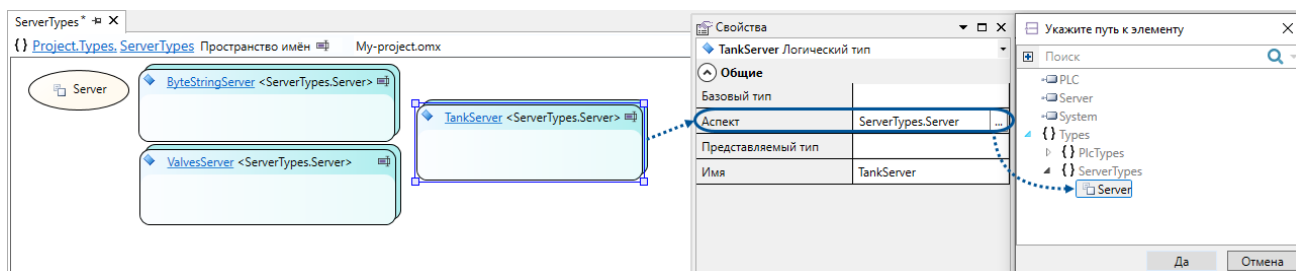 ServerTypes*
{} Project.Types. ServerTypes Пространство имён My-project.omx
Server
ByteStringServer <ServerTypes.Server>
ValvesServer <ServerTypes.Server>
TankServer <ServerTypes.Server>
Свойства
TankServer Логический тип
Общие
Базовый тип
Аспект ServerTypes.Server ...
Представляемый тип
Имя TankServer
Укажите путь к элементу
Поиск
PLC
Server
System
{} Types
{} PlcTypes
{} ServerTypes
Server
Да Отмена